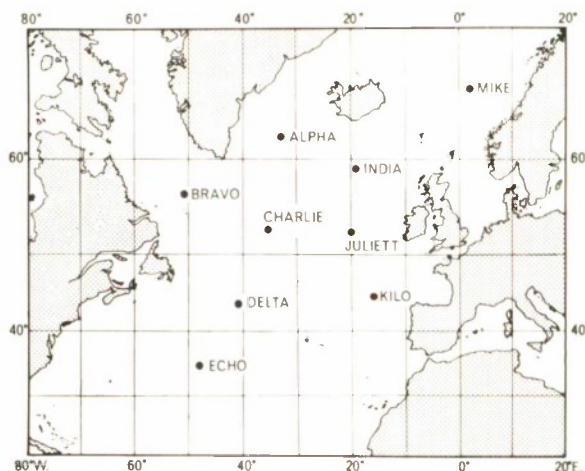 80° 60° 40° 20° 0° 20°
MIKE
ALPHA
60° 60°
INDIA
BRAVO
CHARLIE
JULIETT
DELTA
KILO
40° 40°
ECHO
80°W. 60° 40° 20° 0° 20°E.